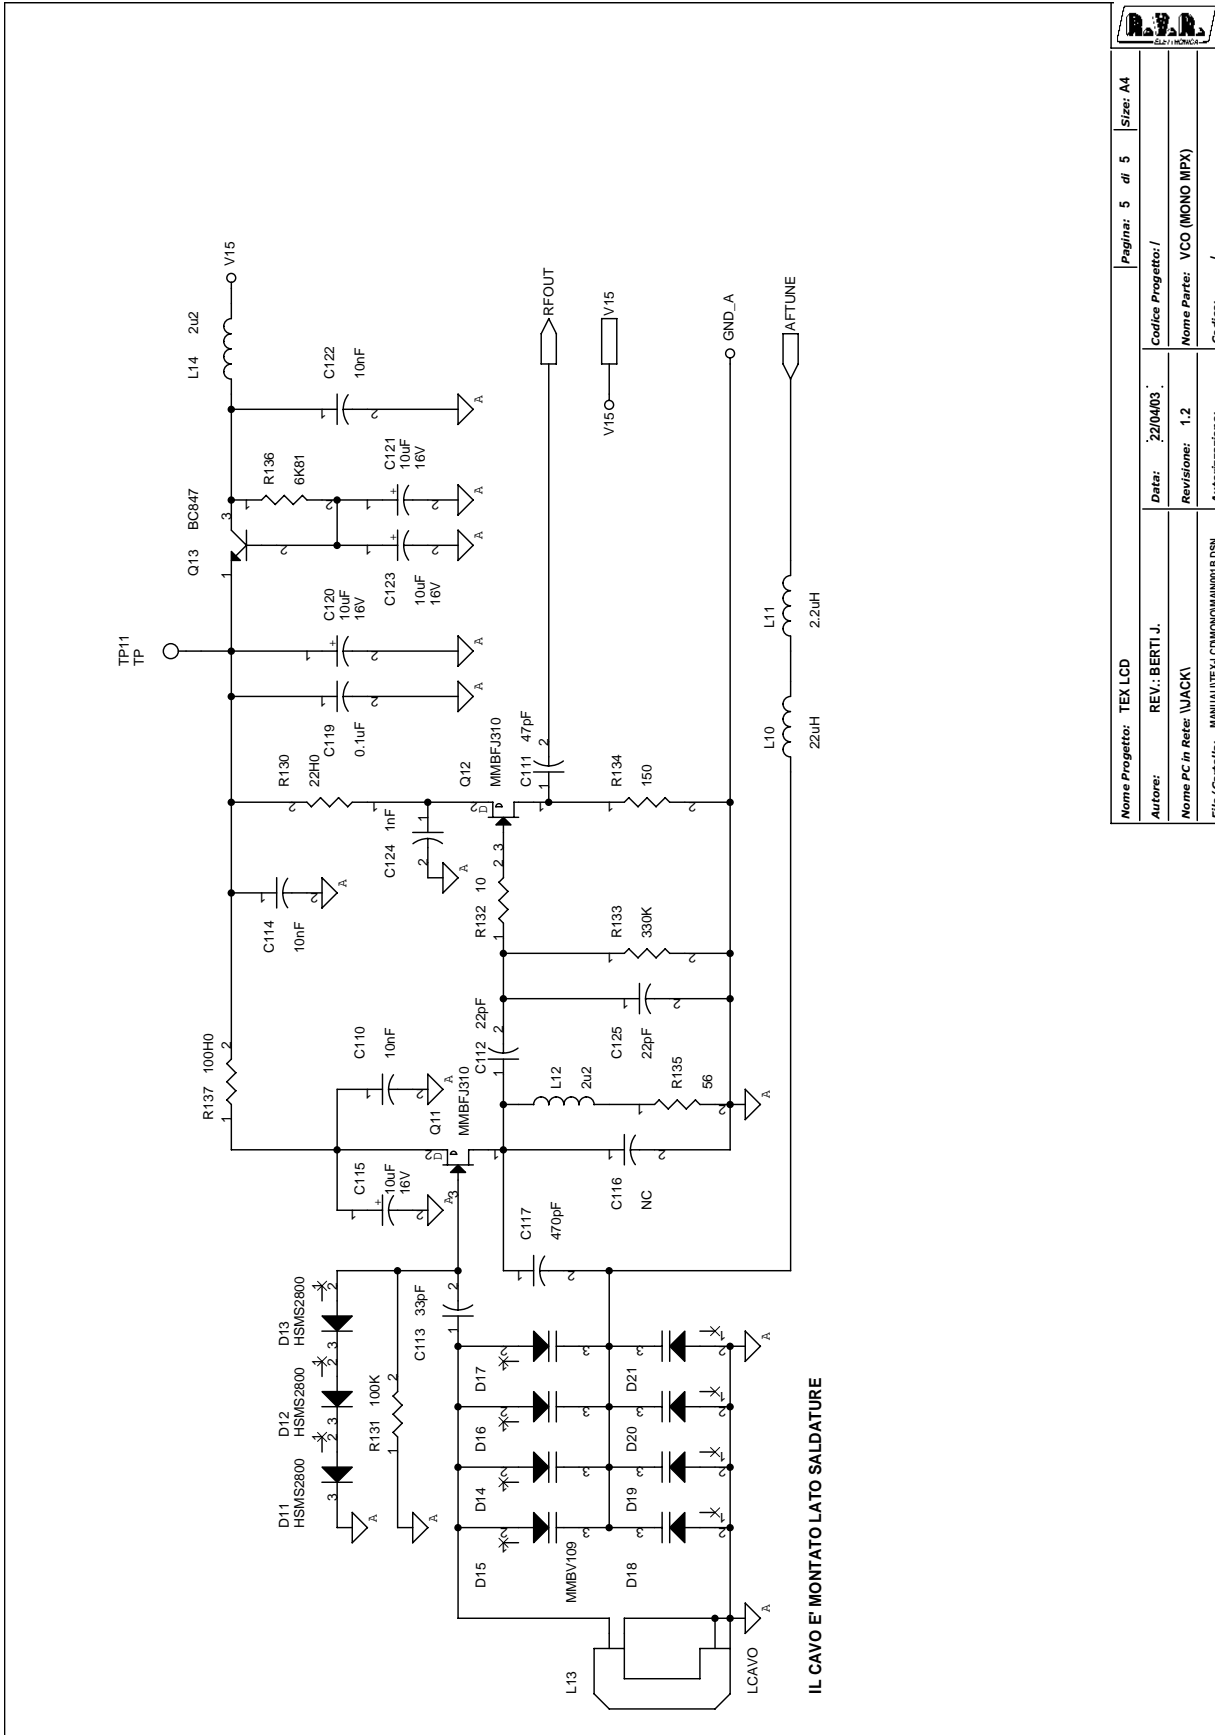 TP11
TP
Q13
BC847
L14
2u2
V15
R136
6K81
C122
10nF
C121
10uF
16V
C123
10uF
16V
C120
10uF
16V
C119
0.1uF
R130
22H0
C114
10nF
C124
1nF
Q12
MMBFJ310
C111
47pF
RFOUT
V15
V15
R134
150
GND_A
AFTUNE
L11
2.2uH
L10
22uH
R132
10
R133
330K
C125
22pF
C112
22pF
R137
100H0
C110
10nF
Q11
MMBFJ310
C115
10uF
16V
L12
2u2
R135
56
C116
NC
C117
470pF
D13
HSMS2800
D12
HSMS2800
D11
HSMS2800
R131
100K
C113
33pF
D17
D16
D14
D15
MMBV109
D21
D20
D19
D18
L13
LCAVO
IL CAVO E' MONTATO LATO SALDATURE
R.V.R.
ELETTRONICA
Nome Progetto: TEX LCD
Pagina: 5 di 5
Size: A4
Autore: REV.: BERTI J.
Data: 22/04/03
Codice Progetto: /
Nome PC in Rete: \\JACK\
Revisione: 1.2
Nome Parte: VCO (MONO MPX)